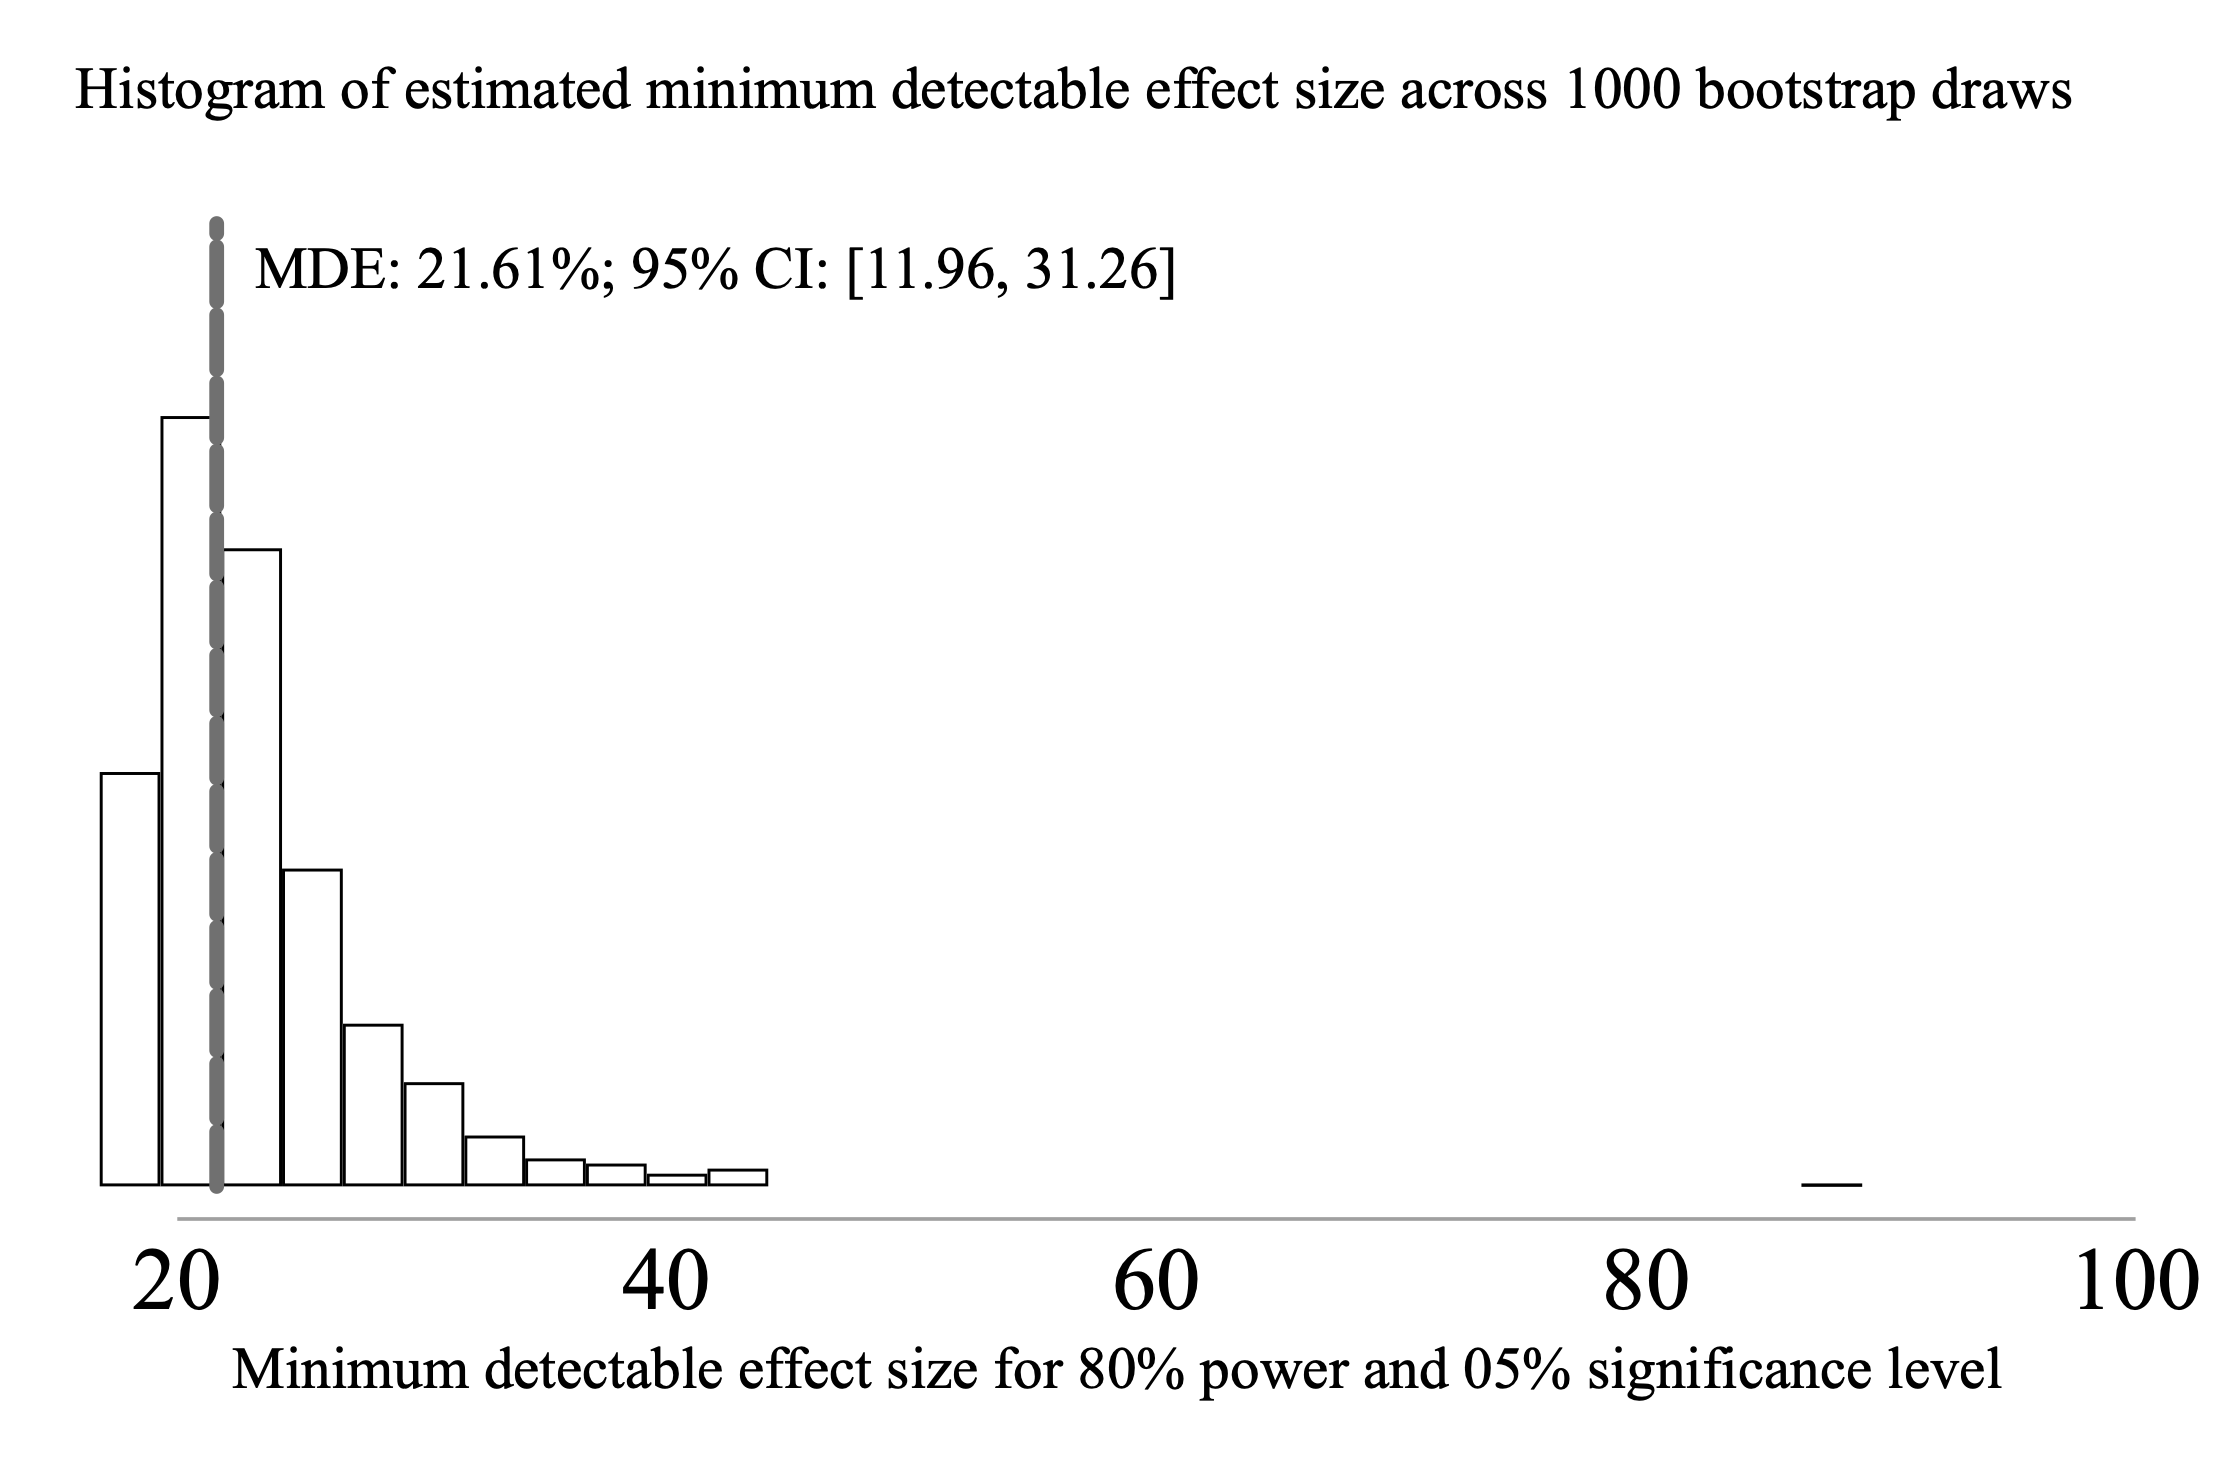 Histogram of estimated minimum detectable effect size across 1000 bootstrap draws
MDE: 21.61%; 95% CI: [11.96, 31.26]
20 40 60 80 100
Minimum detectable effect size for 80% power and 05% significance level